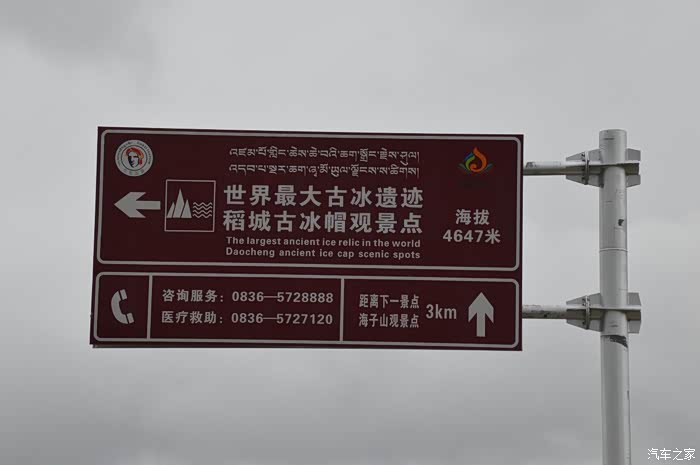 世界最大古冰遗迹
稻城古冰帽观景点
The largest ancient ice relic in the world
Daocheng ancient ice cap scenic spots
海拔
4647米
咨询服务：0836—5728888
医疗救助：0836—5727120
距离下一景点
海子山观景点
3km
汽车之家